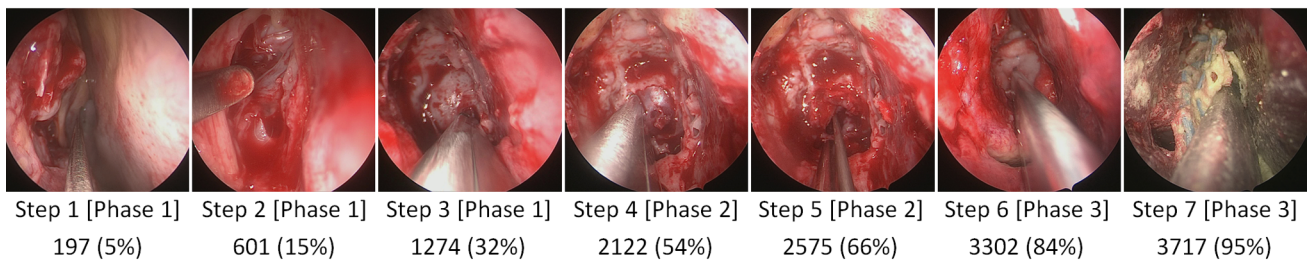 Step 1 [Phase 1] Step 2 [Phase 1] Step 3 [Phase 1] Step 4 [Phase 2] Step 5 [Phase 2] Step 6 [Phase 3] Step 7 [Phase 3]
197 (5%) 601 (15%) 1274 (32%) 2122 (54%) 2575 (66%) 3302 (84%) 3717 (95%)